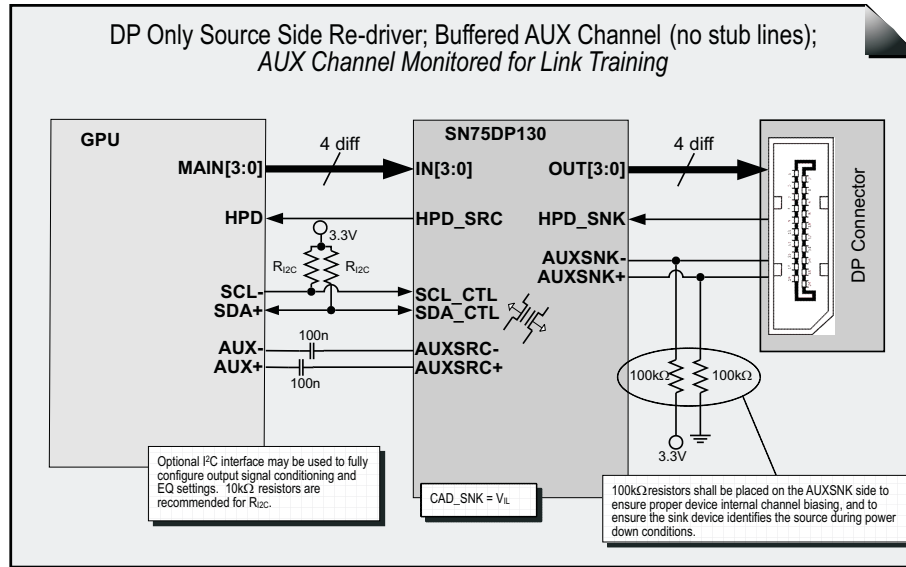 DP Only Source Side Re-driver; Buffered AUX Channel (no stub lines);
AUX Channel Monitored for Link Training
GPU
MAIN[3:0]
4 diff
HPD
3.3V
RI2C
RI2C
SCL-
SDA+
100n
AUX-
AUX+
100n
SN75DP130
IN[3:0]
OUT[3:0]
HPD_SRC
HPD_SNK
AUXSNK-
AUXSNK+
SCL_CTL
SDA_CTL
AUXSRC-
AUXSRC+
4 diff
DP Connector
100kΩ
100kΩ
3.3V
Optional I²C interface may be used to fully
configure output signal conditioning and
EQ settings. 10kΩ resistors are
recommended for RI2C.
CAD_SNK = VIL
100kΩ resistors shall be placed on the AUXSNK side to
ensure proper device internal channel biasing, and to
ensure the sink device identifies the source during power
down conditions.